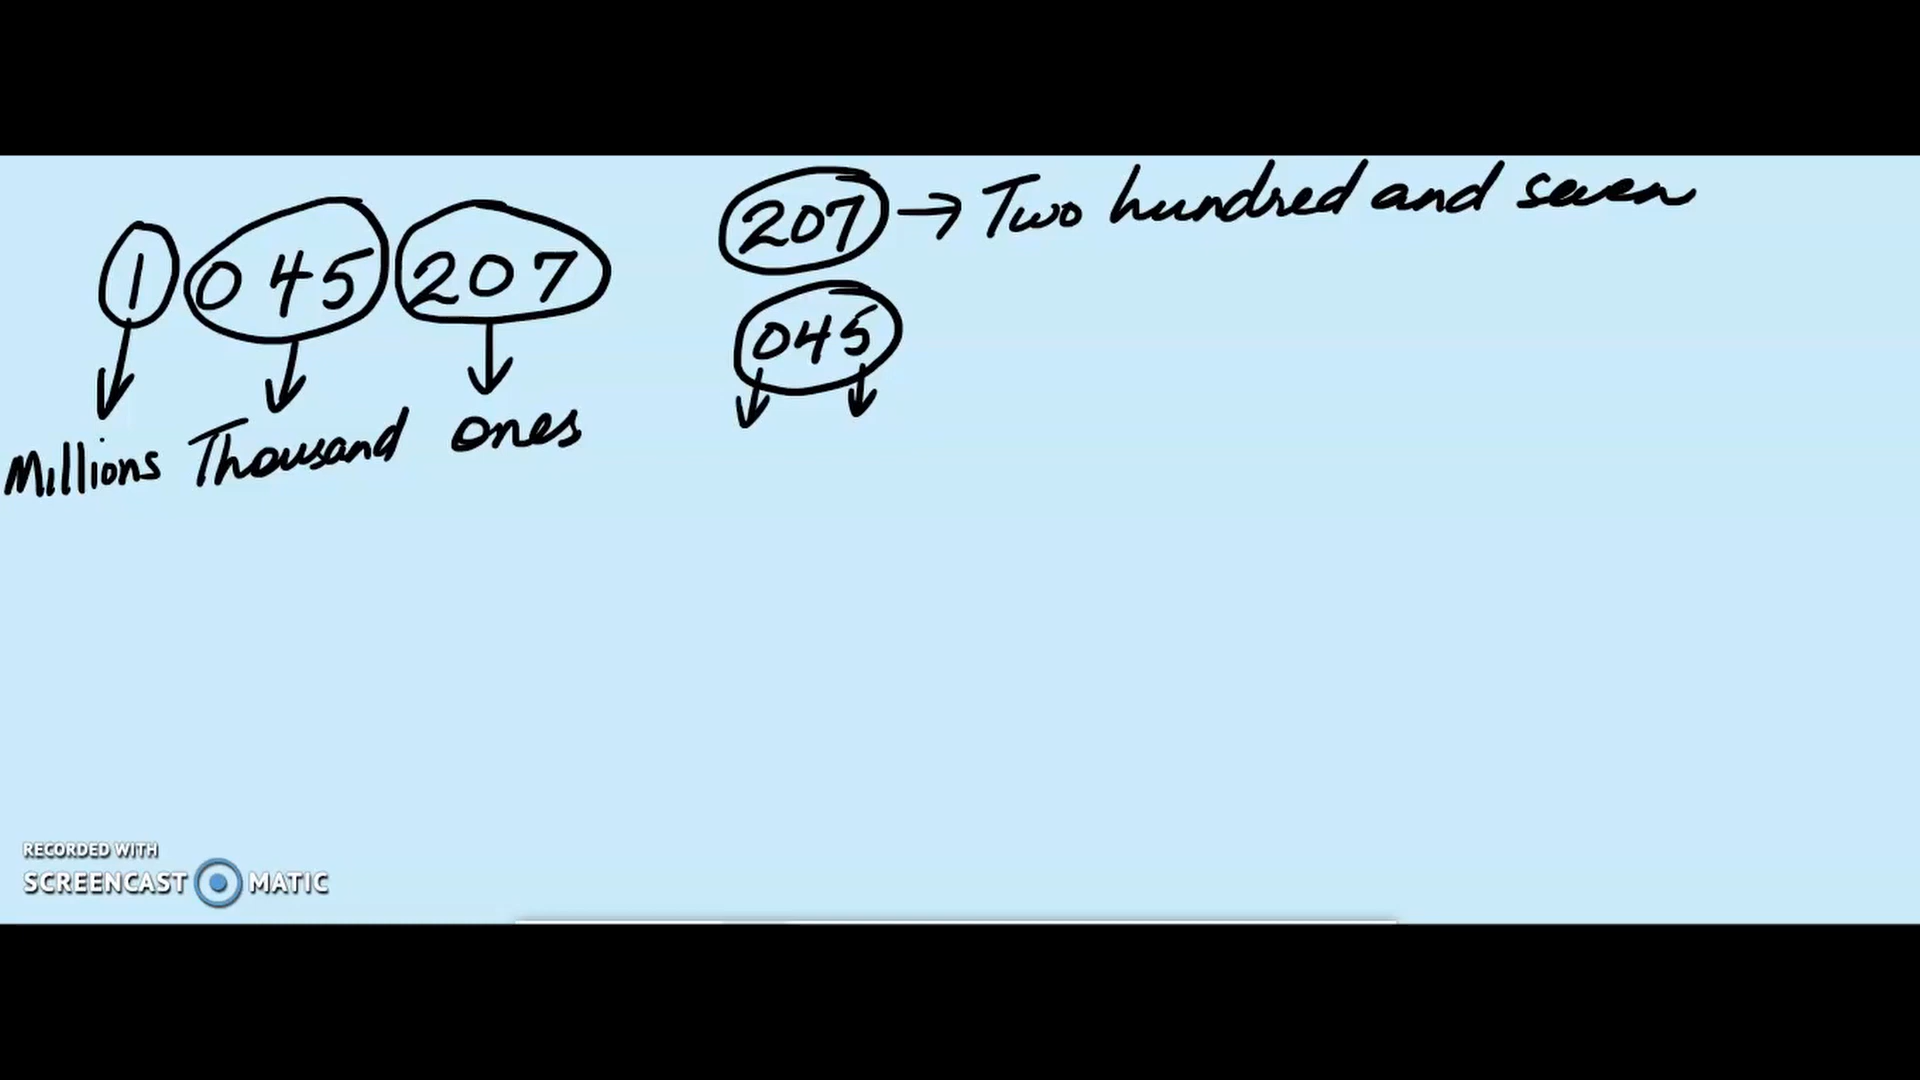 1 045 207
Millions Thousand ones
207 → Two hundred and seven
045
RECORDED WITH
SCREENCAST MATIC